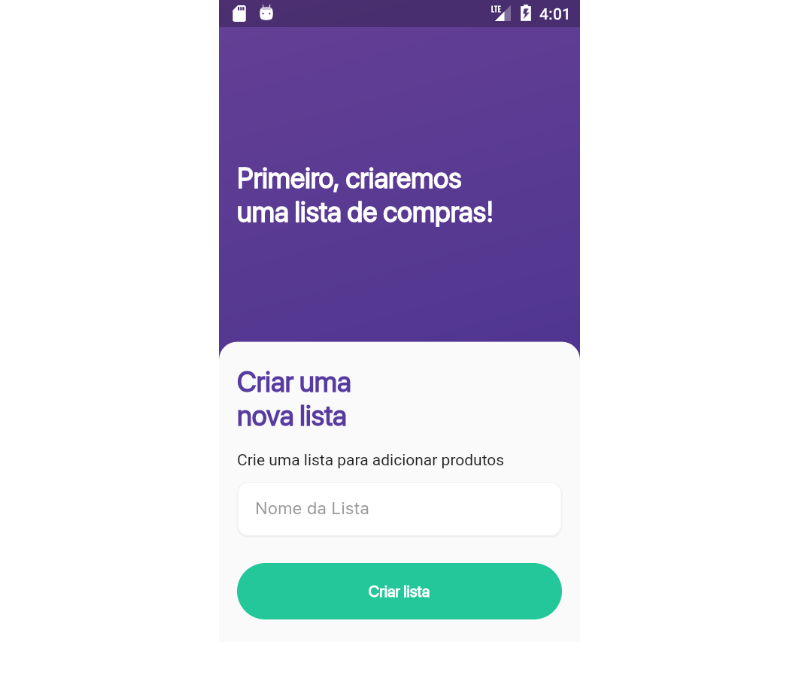 LTE 4:01
Primeiro, criaremos
uma lista de compras!
Criar uma
nova lista
Crie uma lista para adicionar produtos
Nome da Lista
Criar lista